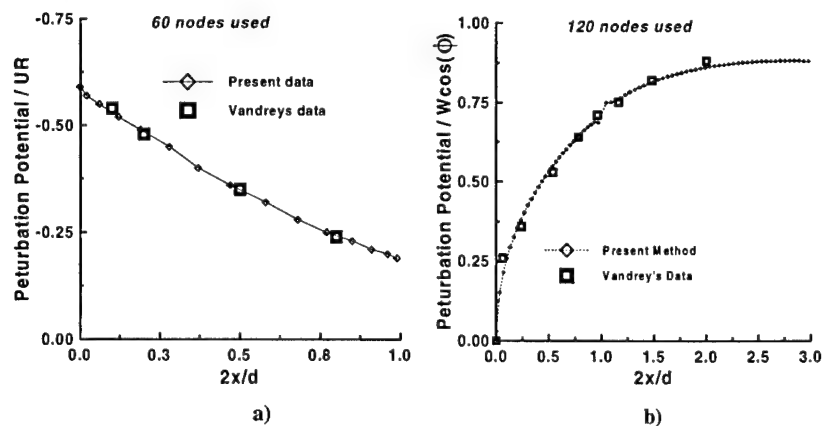 60 nodes used
-0.75
-0.50
-0.25
0.00
Peturbation Potential / UR
Present data
Vandreys data
0.0
0.3
0.5
0.8
1.0
2x/d
a)
120 nodes used
1.00
0.75
0.50
0.25
0.00
Peturbation Potential / Wcos(ϕ)
Present Method
Vandrey's Data
0.0
0.5
1.0
1.5
2.0
2.5
3.0
2x/d
b)